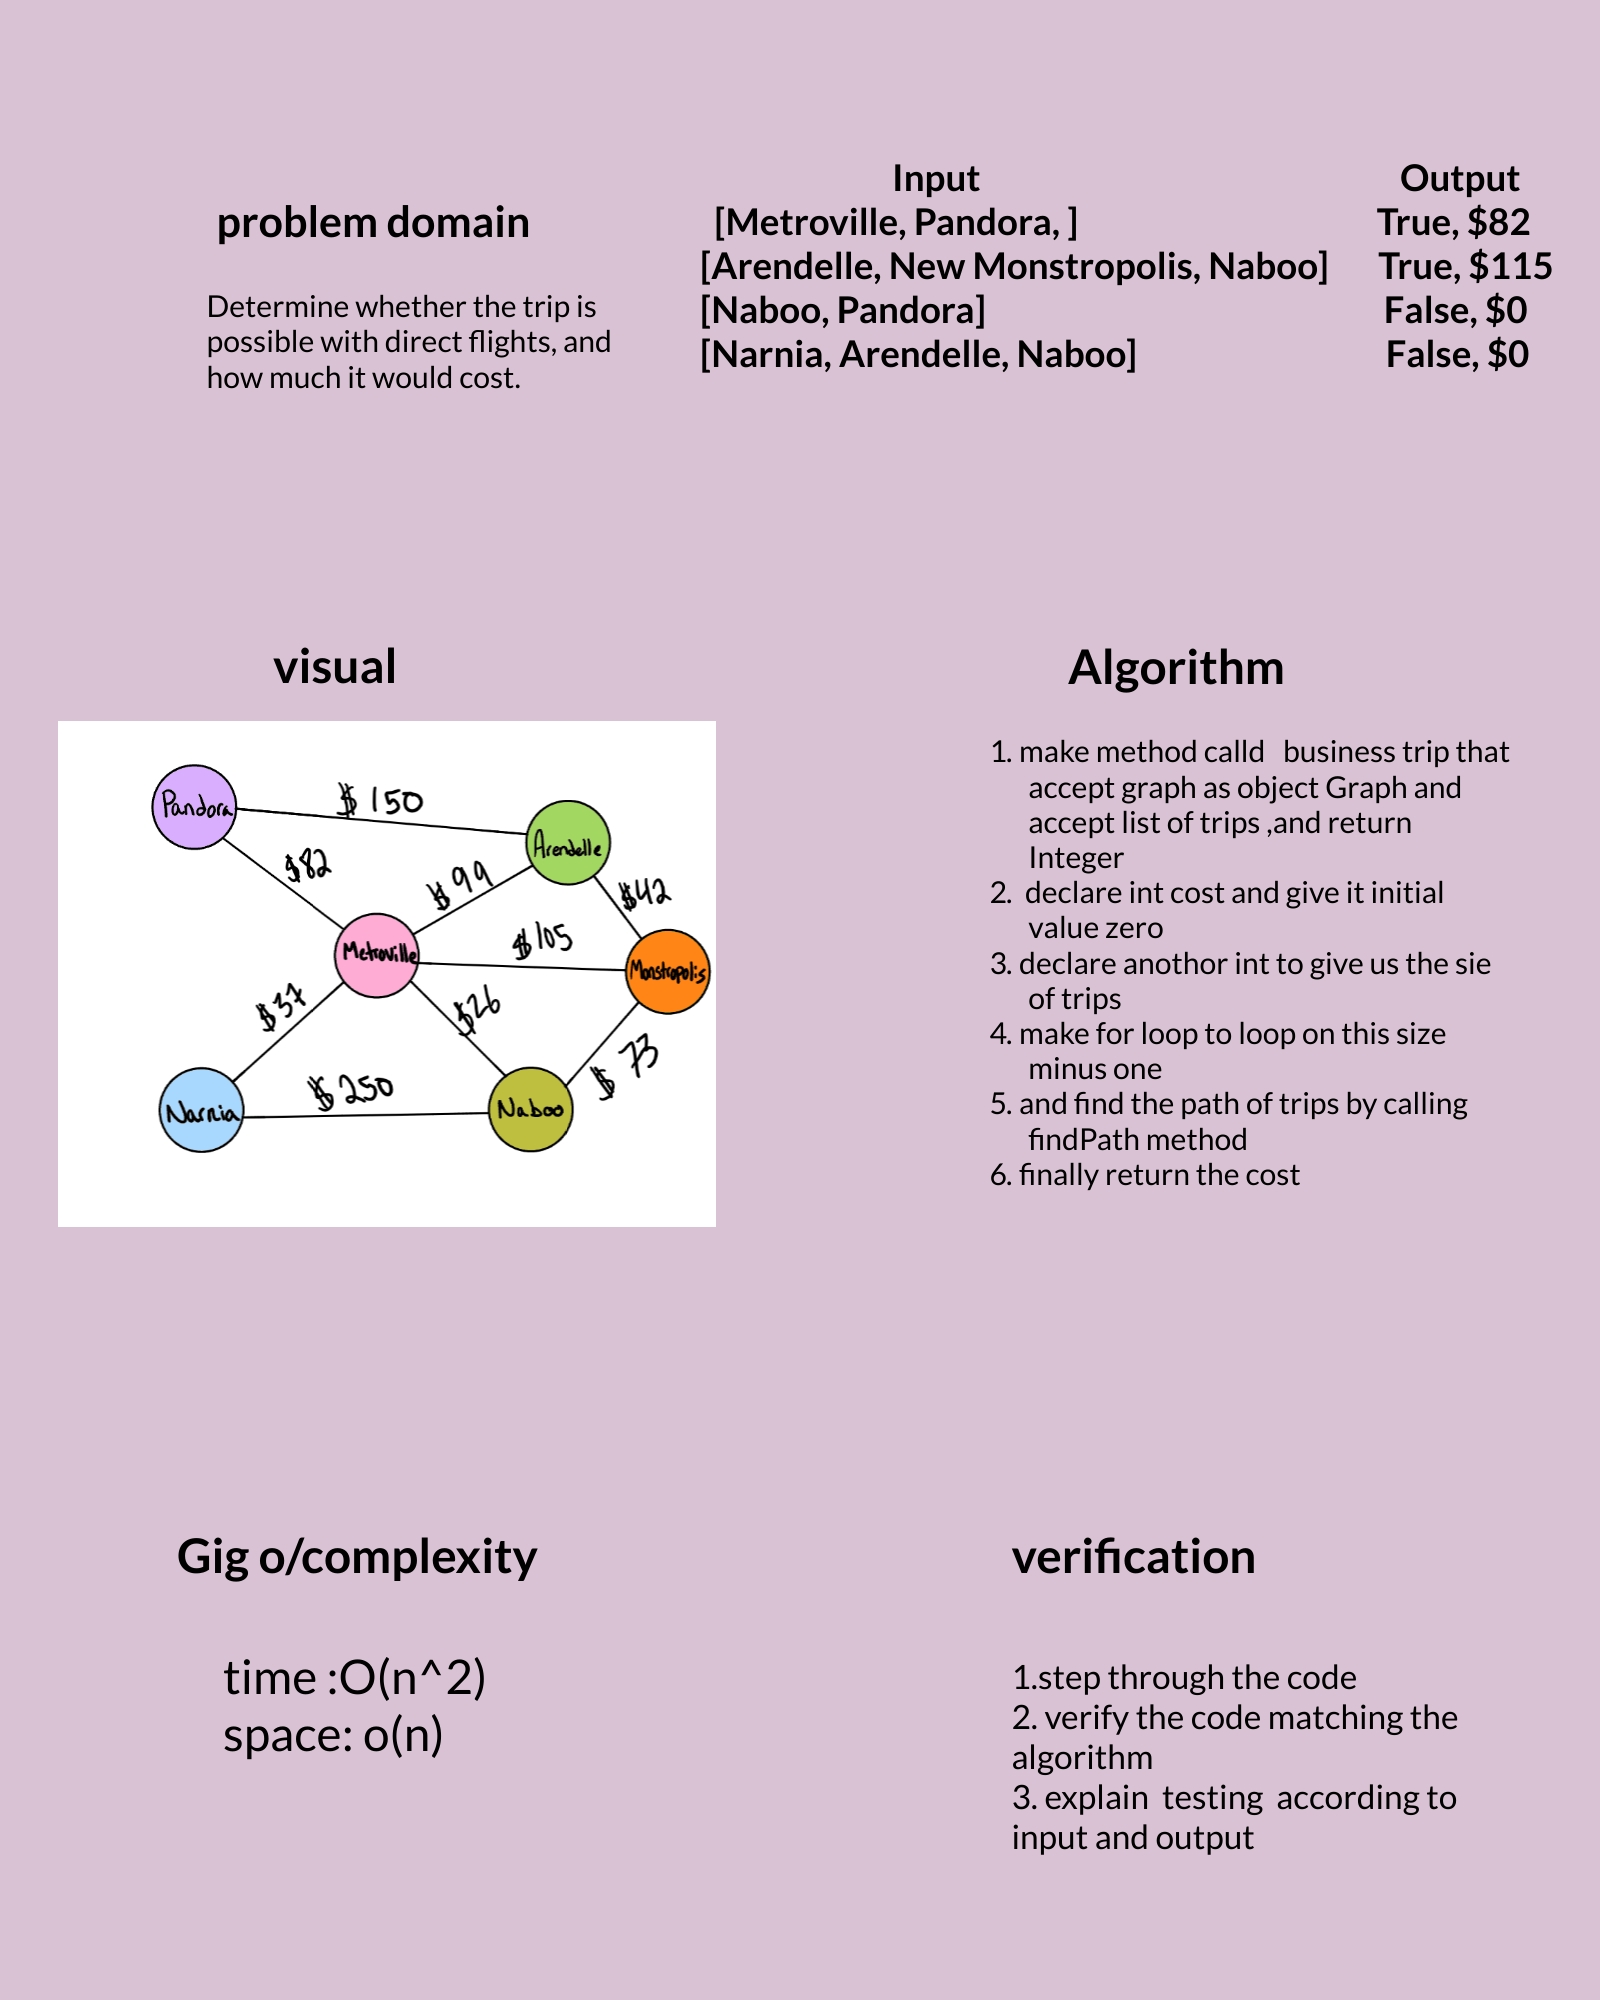 problem domain
Determine whether the trip is
possible with direct flights, and
how much it would cost.
Input
[Metroville, Pandora, ]
[Arendelle, New Monstropolis, Naboo]
[Naboo, Pandora]
[Narnia, Arendelle, Naboo]
Output
True, $82
True, $115
False, $0
False, $0
visual
Pandora
$150
Arendelle
$82
$99
$42
Metroville
$105
Monstropolis
$37
$26
$73
Narnia
$250
Naboo
Algorithm
1. make method calld business trip that
accept graph as object Graph and
accept list of trips ,and return
Integer
2. declare int cost and give it initial
value zero
3. declare anothor int to give us the sie
of trips
4. make for loop to loop on this size
minus one
5. and find the path of trips by calling
findPath method
6. finally return the cost
Gig o/complexity
time :O(n^2)
space: o(n)
verification
1.step through the code
2. verify the code matching the
algorithm
3. explain testing according to
input and output